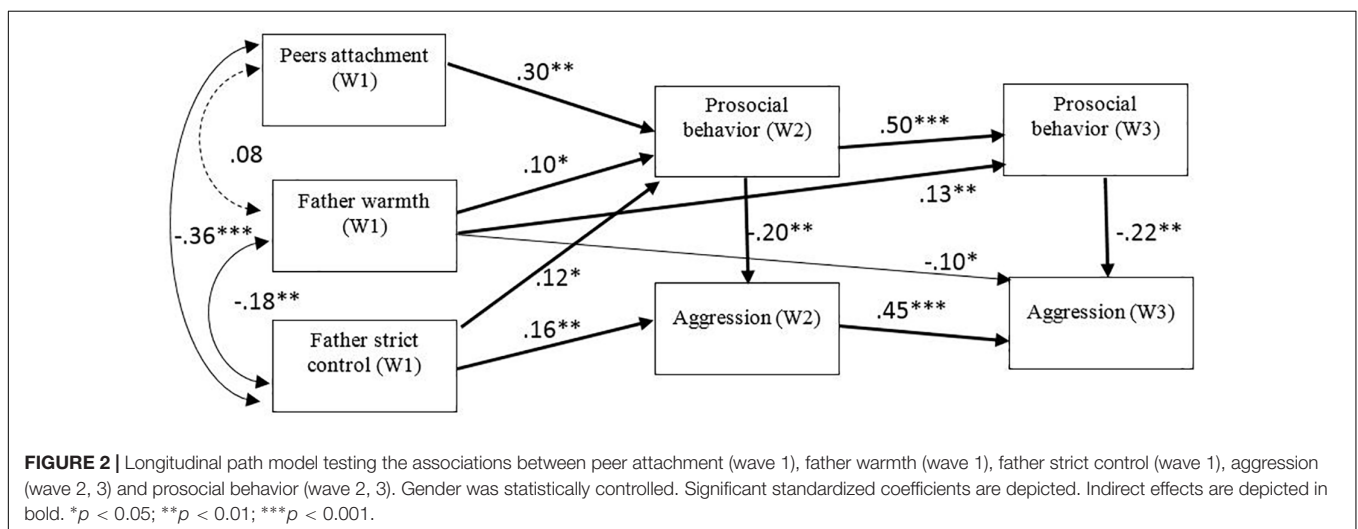 Peers attachment
(W1)
.30**
Prosocial
behavior (W2)
.50***
Prosocial
behavior (W3)
.08
.10*
Father warmth
(W1)
.13**
-.36***
-.20**
-.22**
-.10*
.12*
-.18**
Father strict
control (W1)
.16**
Aggression (W2)
.45***
Aggression (W3)
FIGURE 2 | Longitudinal path model testing the associations between peer attachment (wave 1), father warmth (wave 1), father strict control (wave 1), aggression
(wave 2, 3) and prosocial behavior (wave 2, 3). Gender was statistically controlled. Significant standardized coefficients are depicted. Indirect effects are depicted in
bold. *p < 0.05; **p < 0.01; ***p < 0.001.